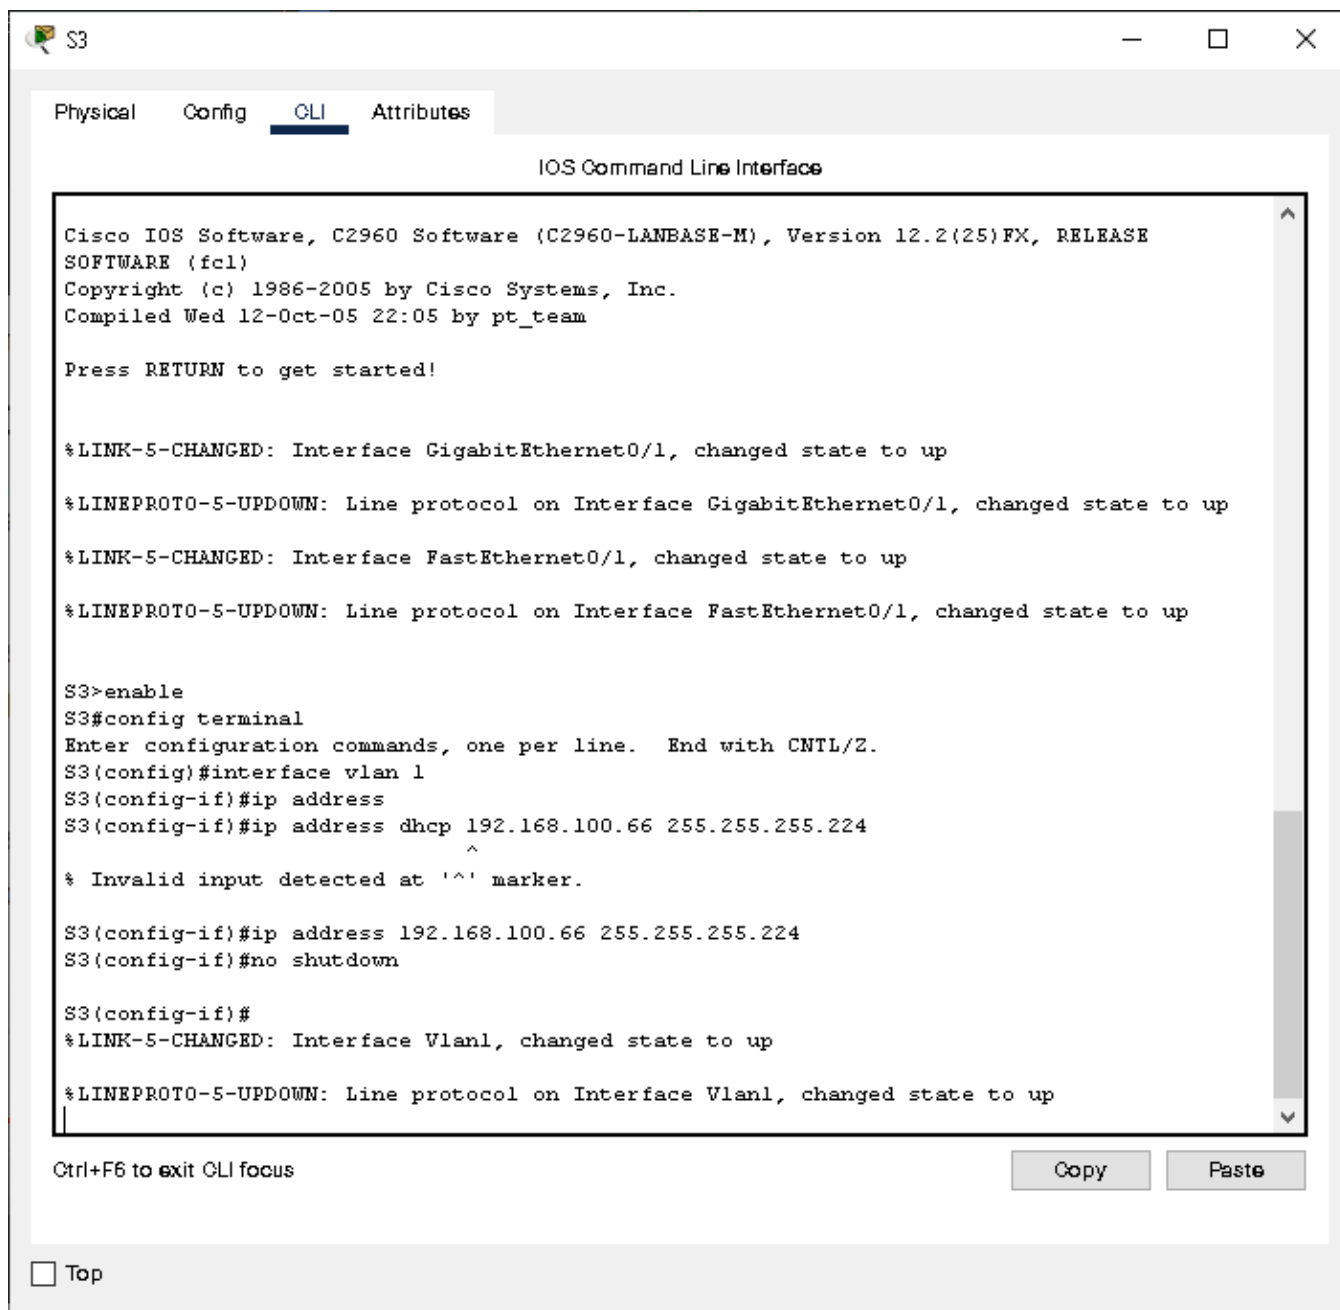 S3
Physical Config CLI Attributes
IOS Command Line Interface
Cisco IOS Software, C2960 Software (C2960-LANBASE-M), Version 12.2(25)FX, RELEASE
SOFTWARE (fc1)
Copyright (c) 1986-2005 by Cisco Systems, Inc.
Compiled Wed 12-Oct-05 22:05 by pt_team
Press RETURN to get started!
%LINK-5-CHANGED: Interface GigabitEthernet0/1, changed state to up
%LINEPROTO-5-UPDOWN: Line protocol on Interface GigabitEthernet0/1, changed state to up
%LINK-5-CHANGED: Interface FastEthernet0/1, changed state to up
%LINEPROTO-5-UPDOWN: Line protocol on Interface FastEthernet0/1, changed state to up
S3>enable
S3#config terminal
Enter configuration commands, one per line.  End with CNTL/Z.
S3(config)#interface vlan 1
S3(config-if)#ip address
S3(config-if)#ip address dhcp 192.168.100.66 255.255.255.224
^
% Invalid input detected at '^' marker.
S3(config-if)#ip address 192.168.100.66 255.255.255.224
S3(config-if)#no shutdown
S3(config-if)#
%LINK-5-CHANGED: Interface Vlan1, changed state to up
%LINEPROTO-5-UPDOWN: Line protocol on Interface Vlan1, changed state to up
Ctrl+F6 to exit CLI focus
Copy Paste
Top